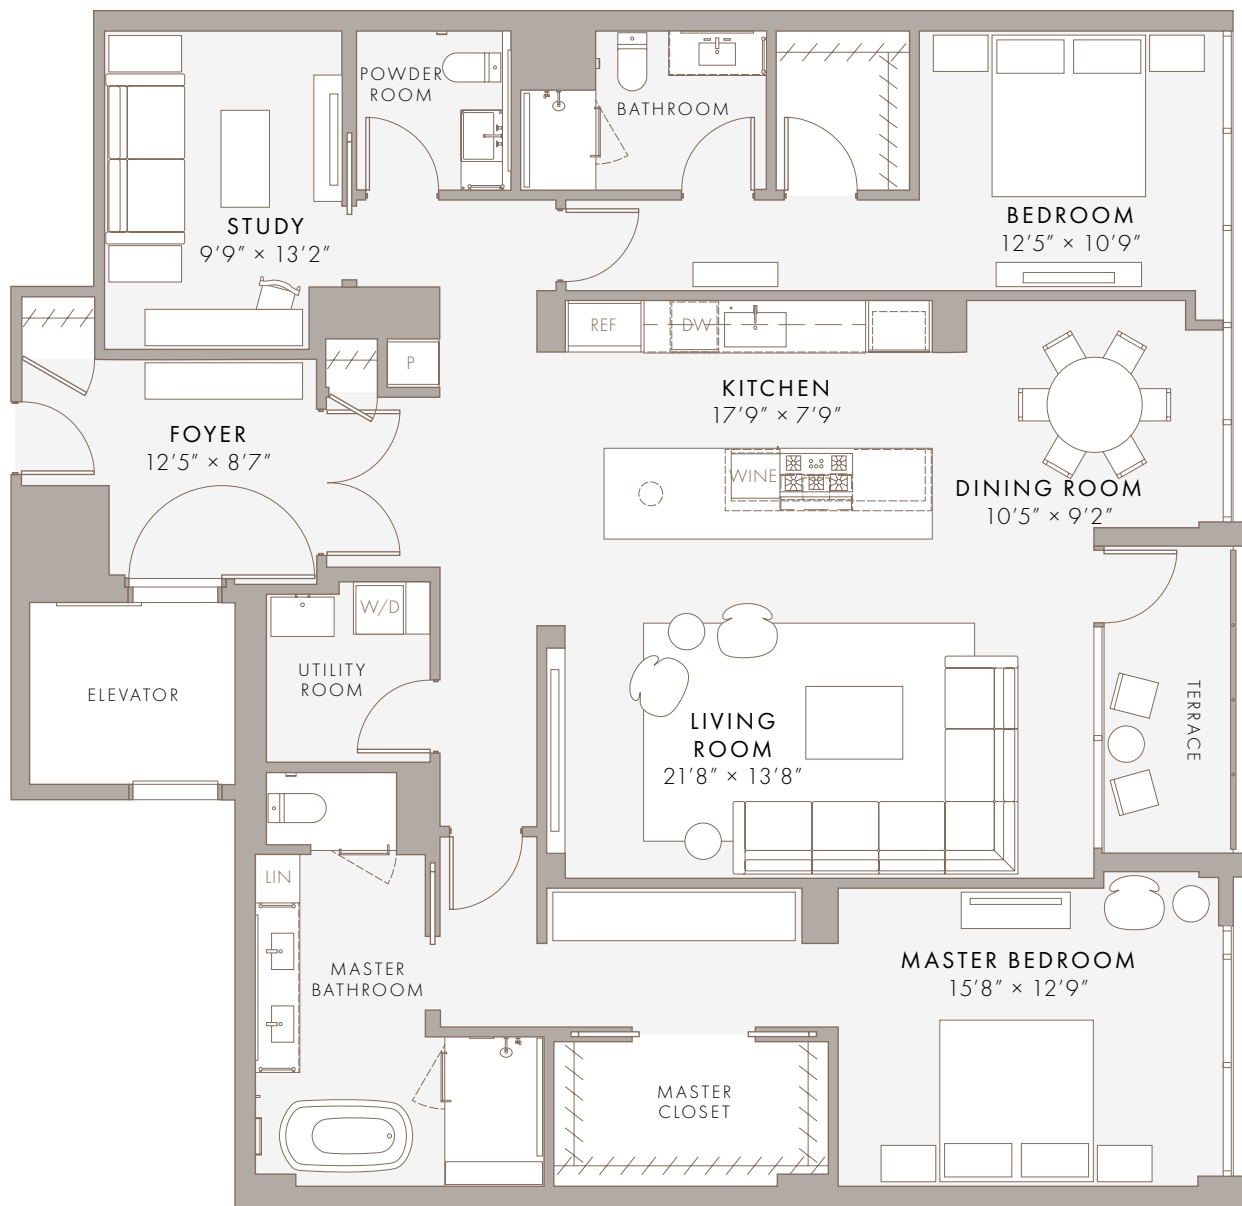 POWDER
ROOM
BATHROOM
STUDY
9'9" × 13'2"
BEDROOM
12'5" × 10'9"
REF
DW
P
KITCHEN
17'9" × 7'9"
FOYER
12'5" × 8'7"
WINE
DINING ROOM
10'5" × 9'2"
W/D
UTILITY
ROOM
ELEVATOR
LIVING
ROOM
21'8" × 13'8"
TERRACE
LIN
MASTER
BATHROOM
MASTER BEDROOM
15'8" × 12'9"
MASTER
CLOSET